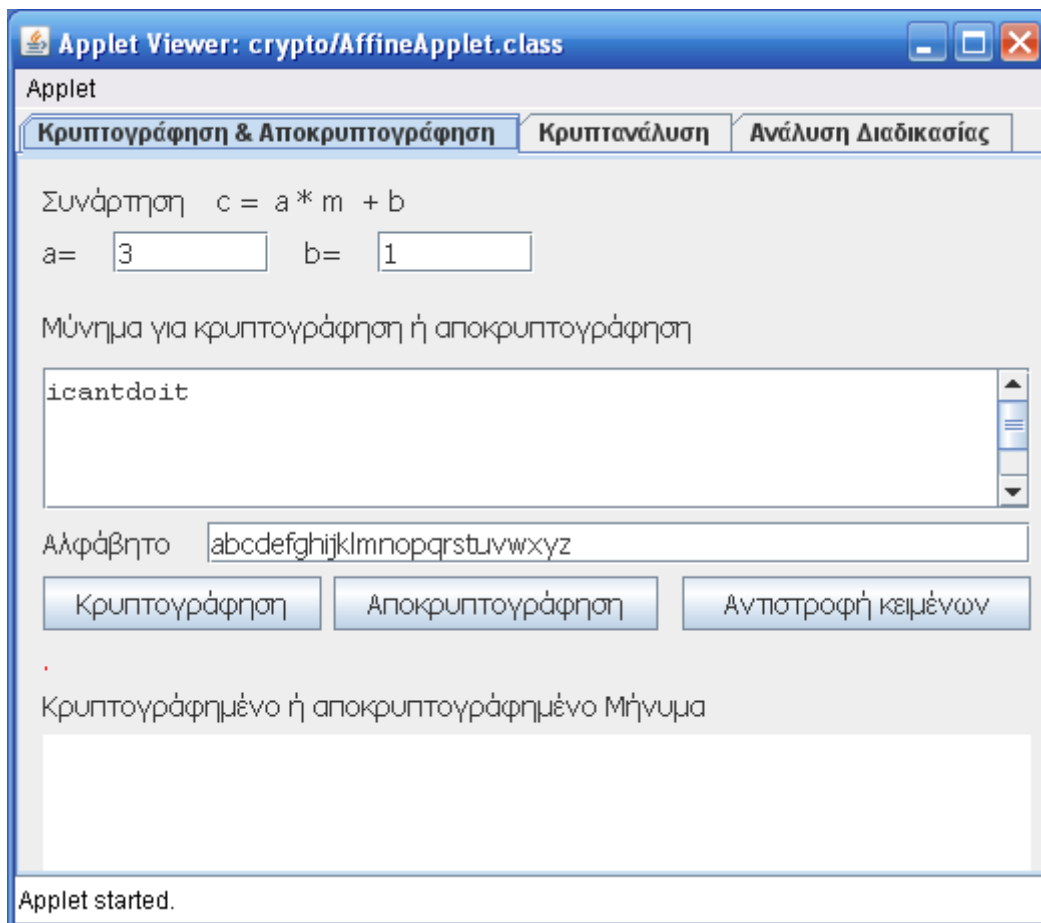 Applet Viewer: crypto/AffineApplet.class
Applet
Κρυπτογράφηση & Αποκρυπτογράφηση Κρυπτανάλυση Ανάλυση Διαδικασίας
Συνάρτηση c = a * m + b
a= 3 b= 1
Μύνημα για κρυπτογράφηση ή αποκρυπτογράφηση
icantdoit
Αλφάβητο abcdefghijklmnopqrstuvwxyz
Κρυπτογράφηση Αποκρυπτογράφηση Αντιστροφή κειμένων
.
Κρυπτογράφημένο ή αποκρυπτογράφημένο Μήνυμα
Applet started.